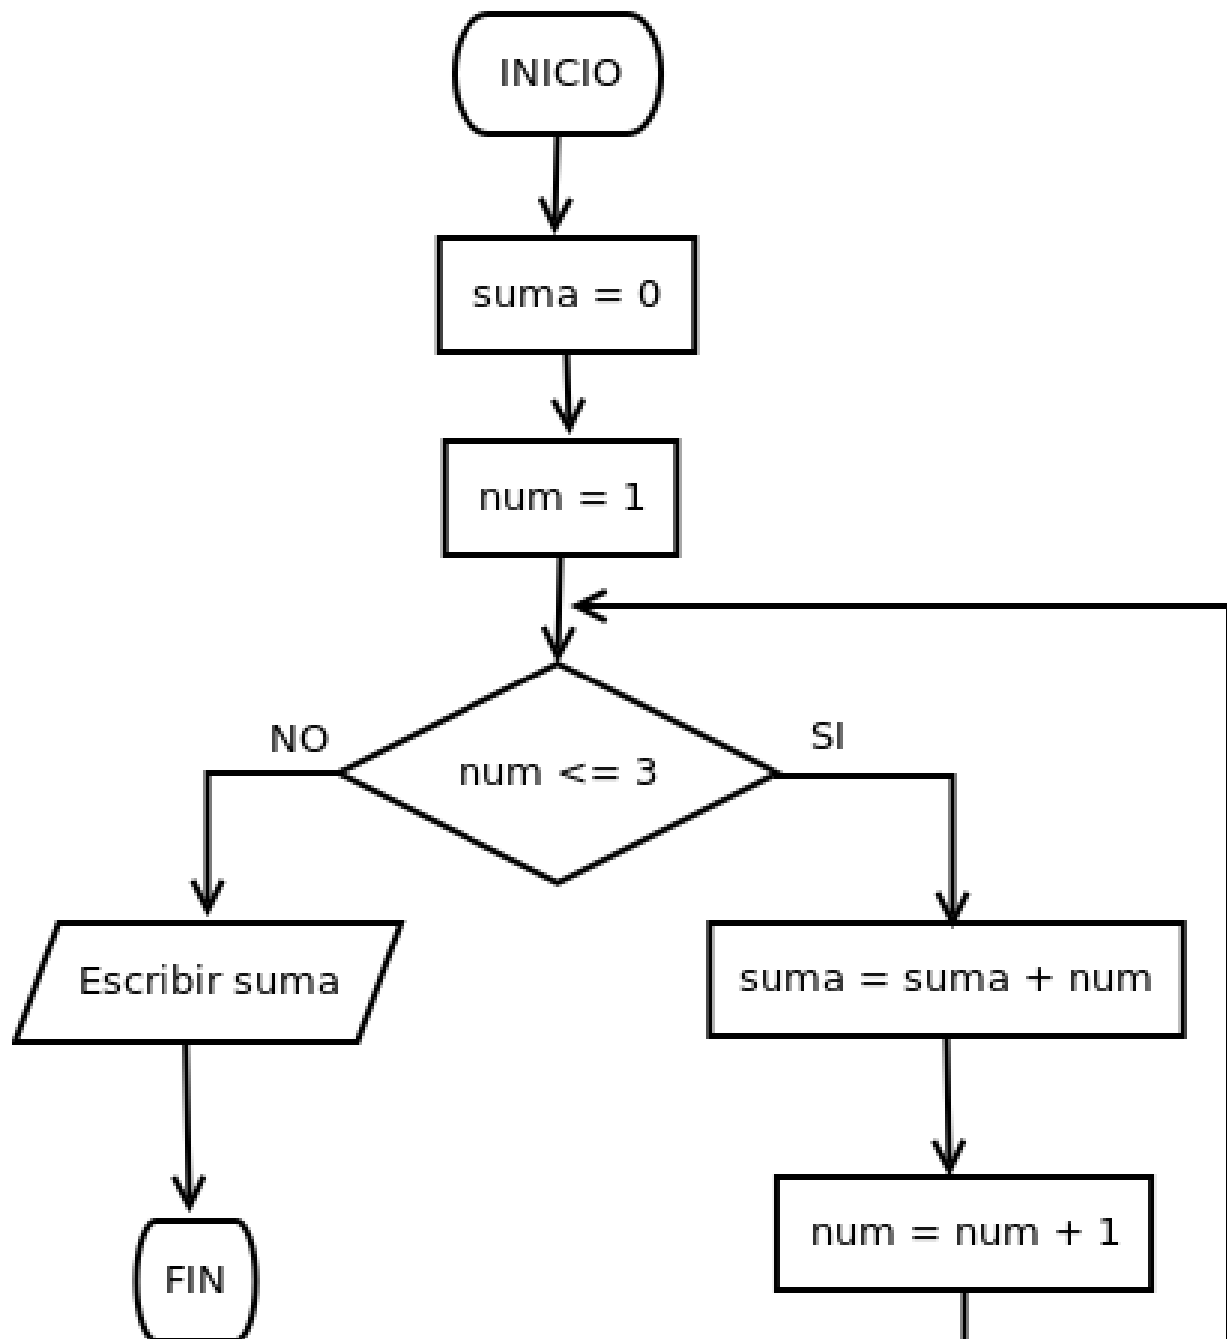 INICIO
suma = 0
num = 1
NO
SI
num <= 3
Escribir suma
suma = suma + num
num = num + 1
FIN